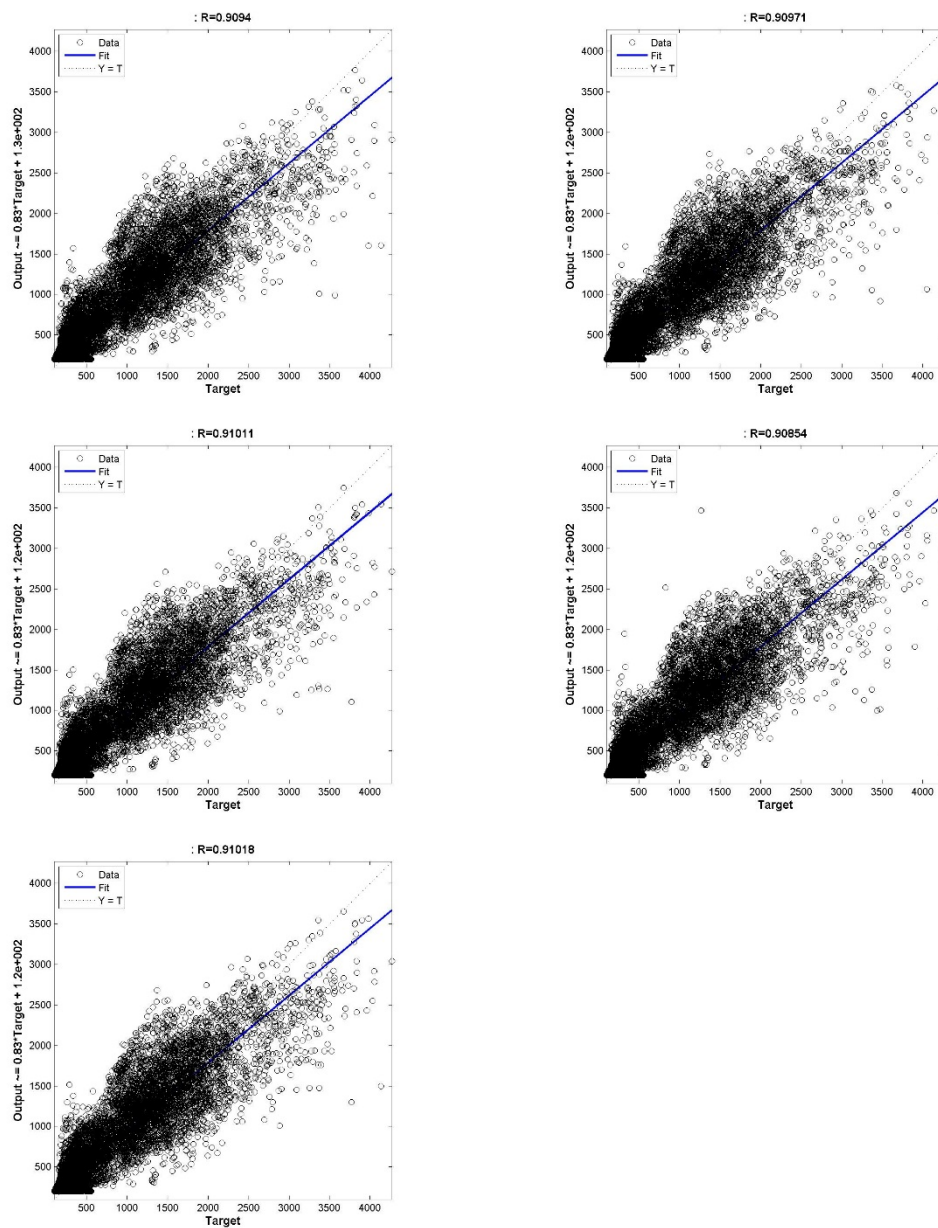 : R=0.9094
Data
Fit
Y = T
Output ~= 0.83*Target + 1.3e+002
4000
3500
3000
2500
2000
1500
1000
500
500 1000 1500 2000 2500 3000 3500 4000
Target
: R=0.90971
Data
Fit
Y = T
Output ~= 0.83*Target + 1.2e+002
4000
3500
3000
2500
2000
1500
1000
500
500 1000 1500 2000 2500 3000 3500 4000
Target
: R=0.91011
Data
Fit
Y = T
Output ~= 0.83*Target + 1.2e+002
4000
3500
3000
2500
2000
1500
1000
500
500 1000 1500 2000 2500 3000 3500 4000
Target
: R=0.90854
Data
Fit
Y = T
Output ~= 0.83*Target + 1.2e+002
4000
3500
3000
2500
2000
1500
1000
500
500 1000 1500 2000 2500 3000 3500 4000
Target
: R=0.91018
Data
Fit
Y = T
Output ~= 0.83*Target + 1.2e+002
4000
3500
3000
2500
2000
1500
1000
500
500 1000 1500 2000 2500 3000 3500 4000
Target